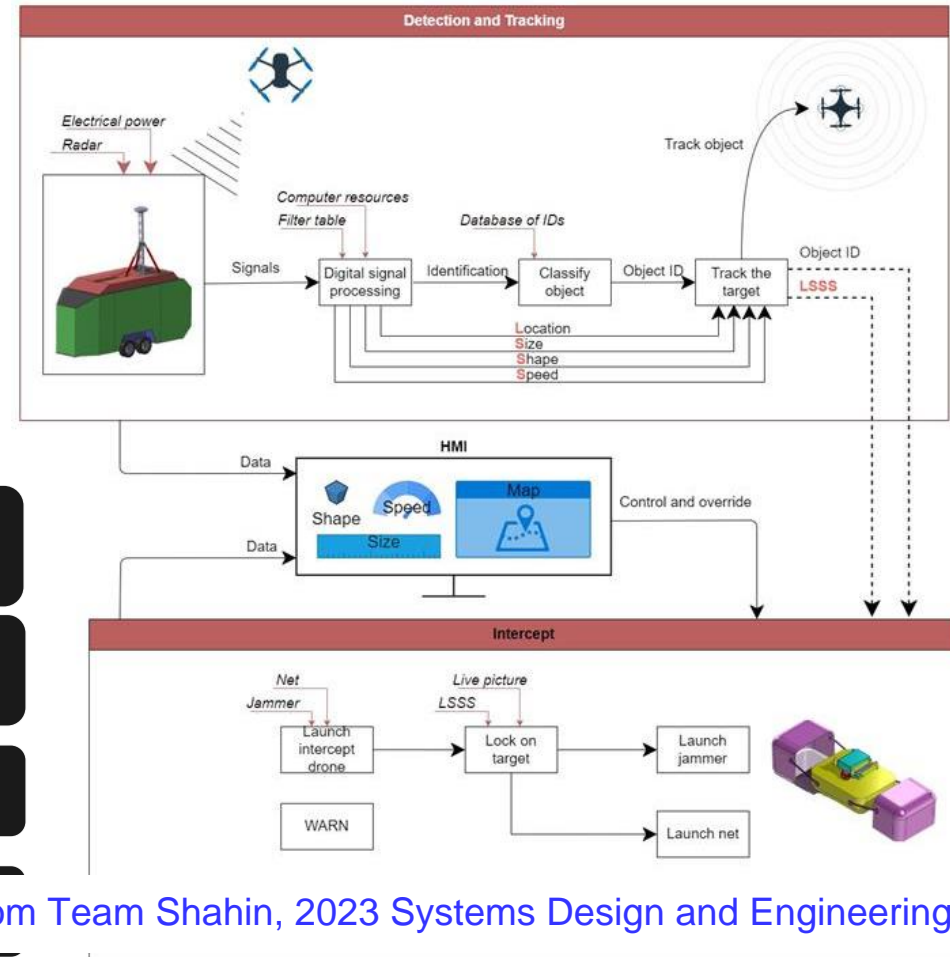 Detection and Tracking
Electrical power
Radar
Track object
Computer resources
Filter table
Database of IDs
Signals
Digital signal
processing
Identification
Classify
object
Object ID
Track the
target
Object ID
LSSS
Location
Size
Shape
Speed
HMI
Data
Shape
Speed
Size
Map
Control and override
Data
Intercept
Net
Jammer
Launch
intercept
drone
Live picture
LSSS
Lock on
target
Launch
jammer
WARN
Launch net
Team Shahin, 2023 Systems Design and Engineering